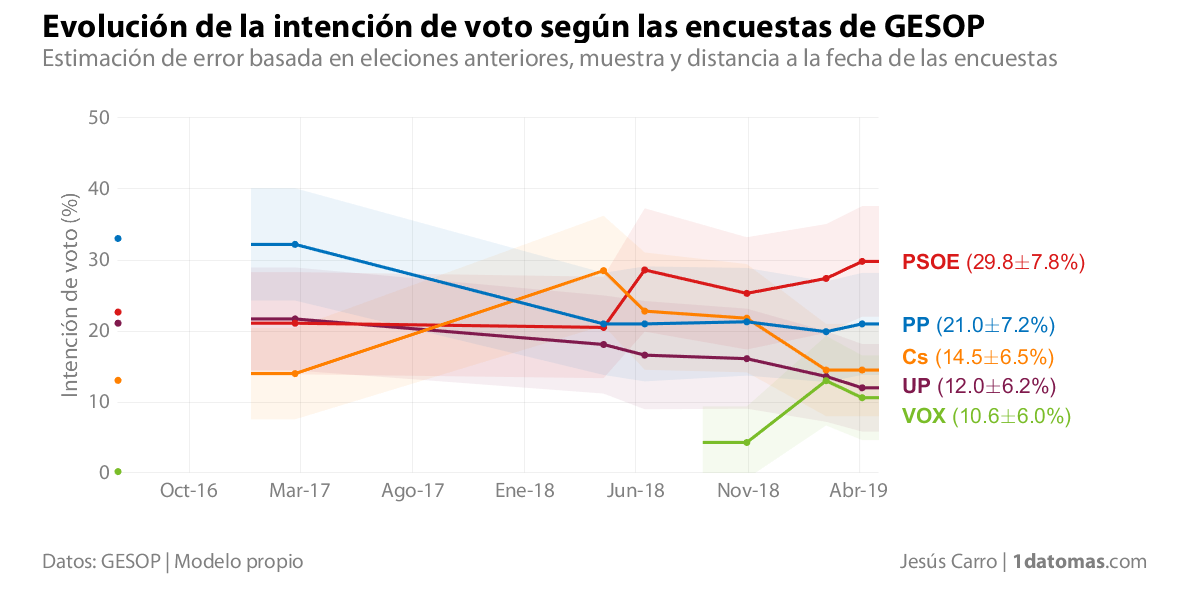 Evolución de la intención de voto según las encuestas de GESOP
Estimación de error basada en eleciones anteriores, muestra y distancia a la fecha de las encuestas
Intención de voto (%)
50
40
30
20
10
0
Oct-16 Mar-17 Ago-17 Ene-18 Jun-18 Nov-18 Abr-19
PSOE (29.8±7.8%)
PP (21.0±7.2%)
Cs (14.5±6.5%)
UP (12.0±6.2%)
VOX (10.6±6.0%)
Datos: GESOP | Modelo propio
Jesús Carro | 1datomas.com